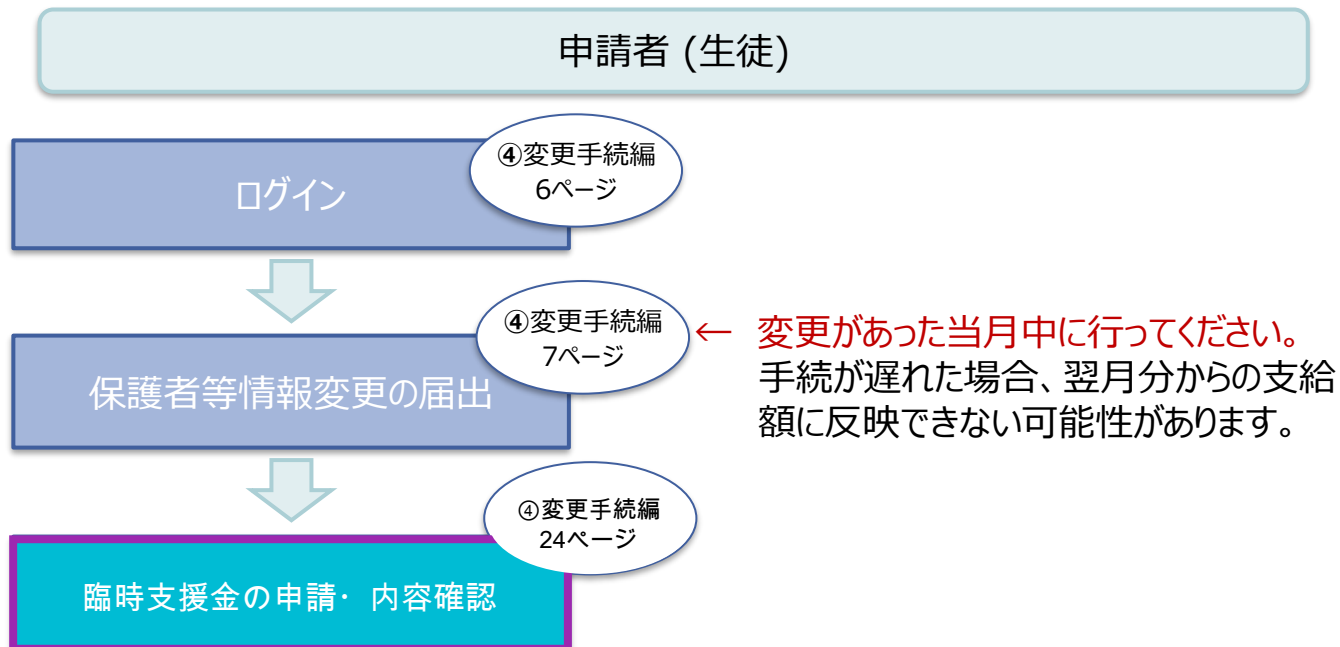 申請者 (生徒)
④変更手続編
6ページ
ログイン
④変更手続編
7ページ
← 変更があった当月中に行ってください。
手続が遅れた場合、翌月分からの支給
額に反映できない可能性があります。
保護者等情報変更の届出
④変更手続編
24ページ
臨時支援金の申請・ 内容確認